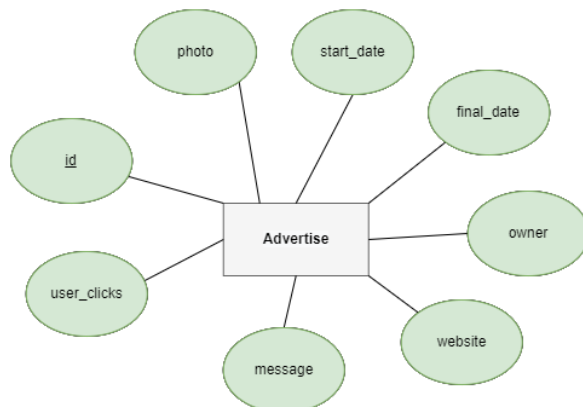 photo
start_date
final_date
id
Advertise
owner
user_clicks
website
message